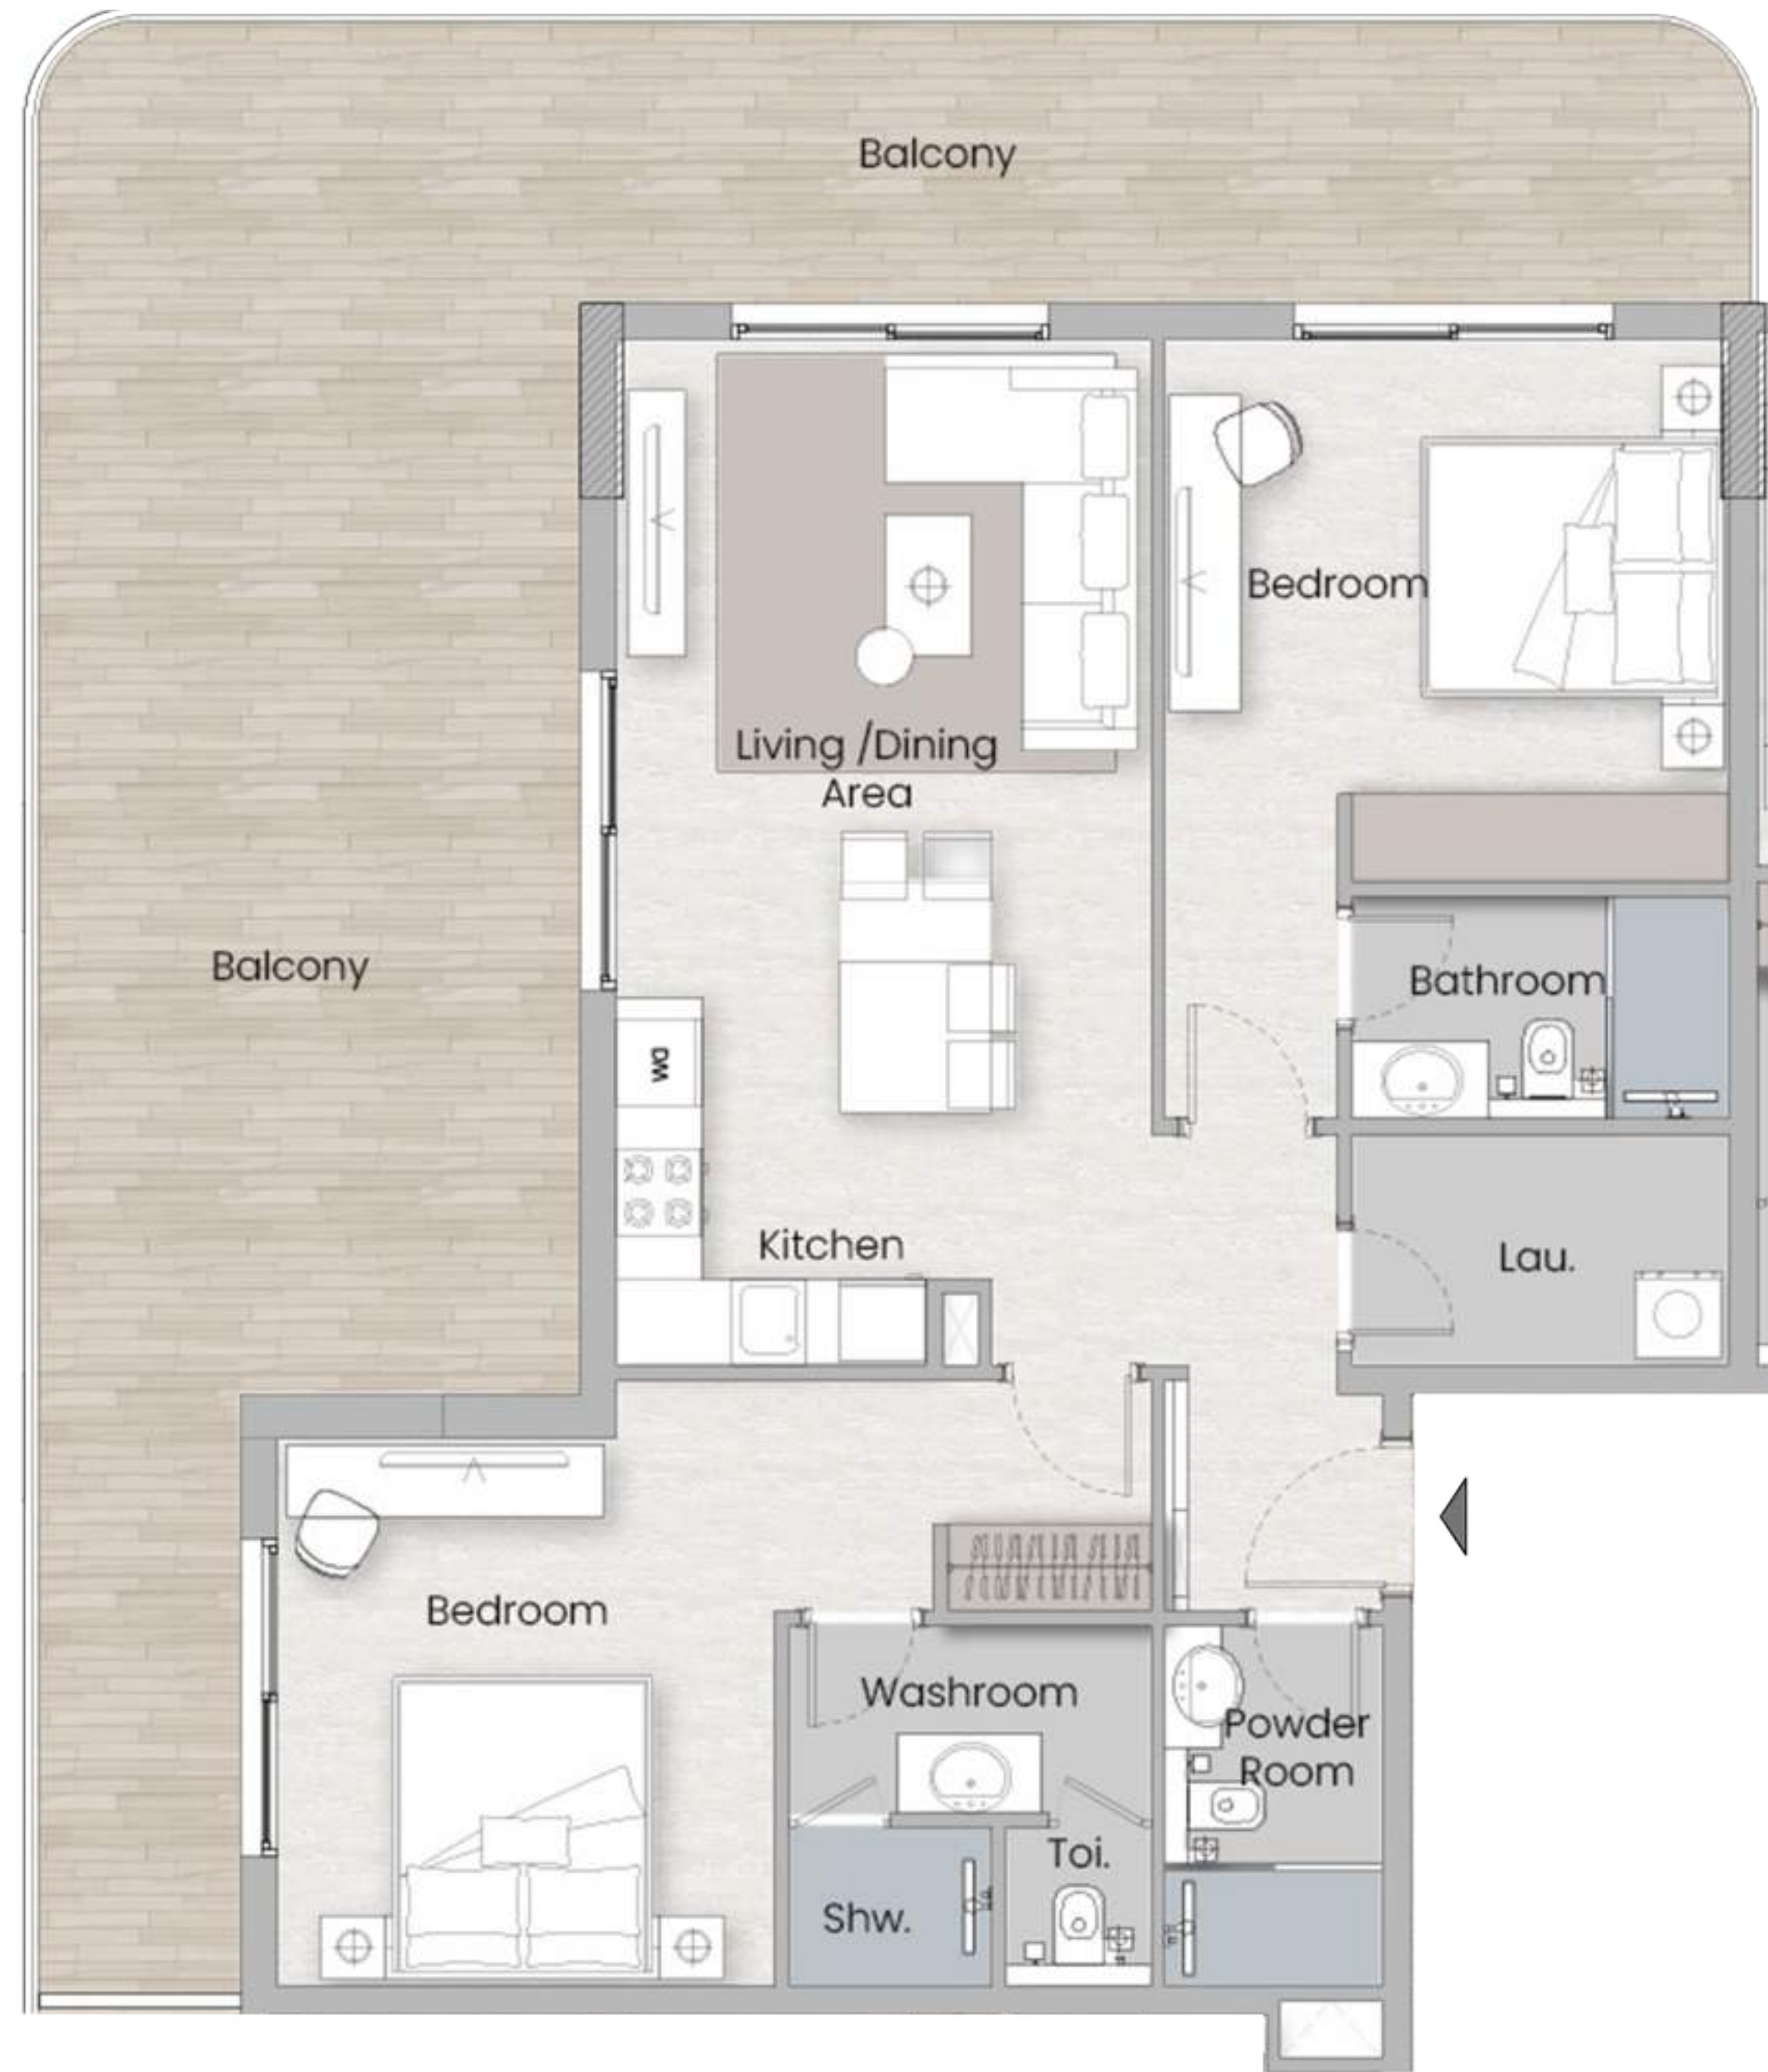 Balcony
Bedroom
Living /Dining
Area
Balcony
Bathroom
DW
Kitchen
Lau.
Bedroom
Washroom
Powder
Room
Toi.
Shw.